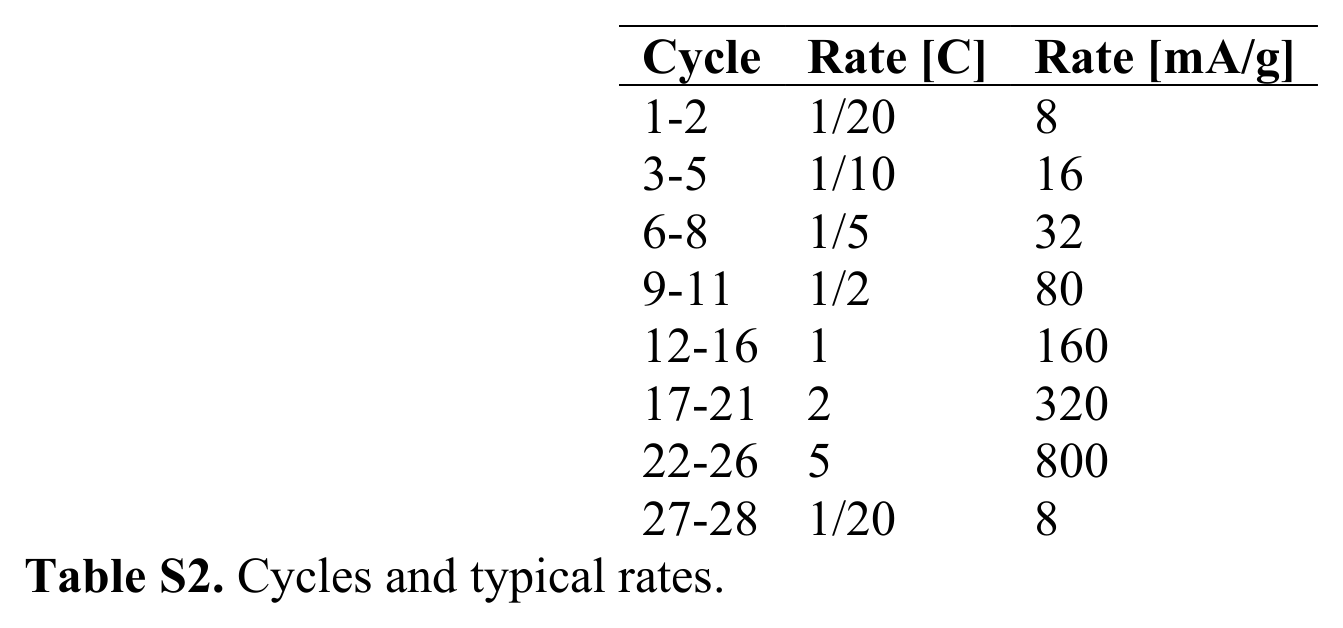 Cycle Rate [C] Rate [mA/g]
1-2 1/20 8
3-5 1/10 16
6-8 1/5 32
9-11 1/2 80
12-16 1 160
17-21 2 320
22-26 5 800
27-28 1/20 8
Table S2. Cycles and typical rates.